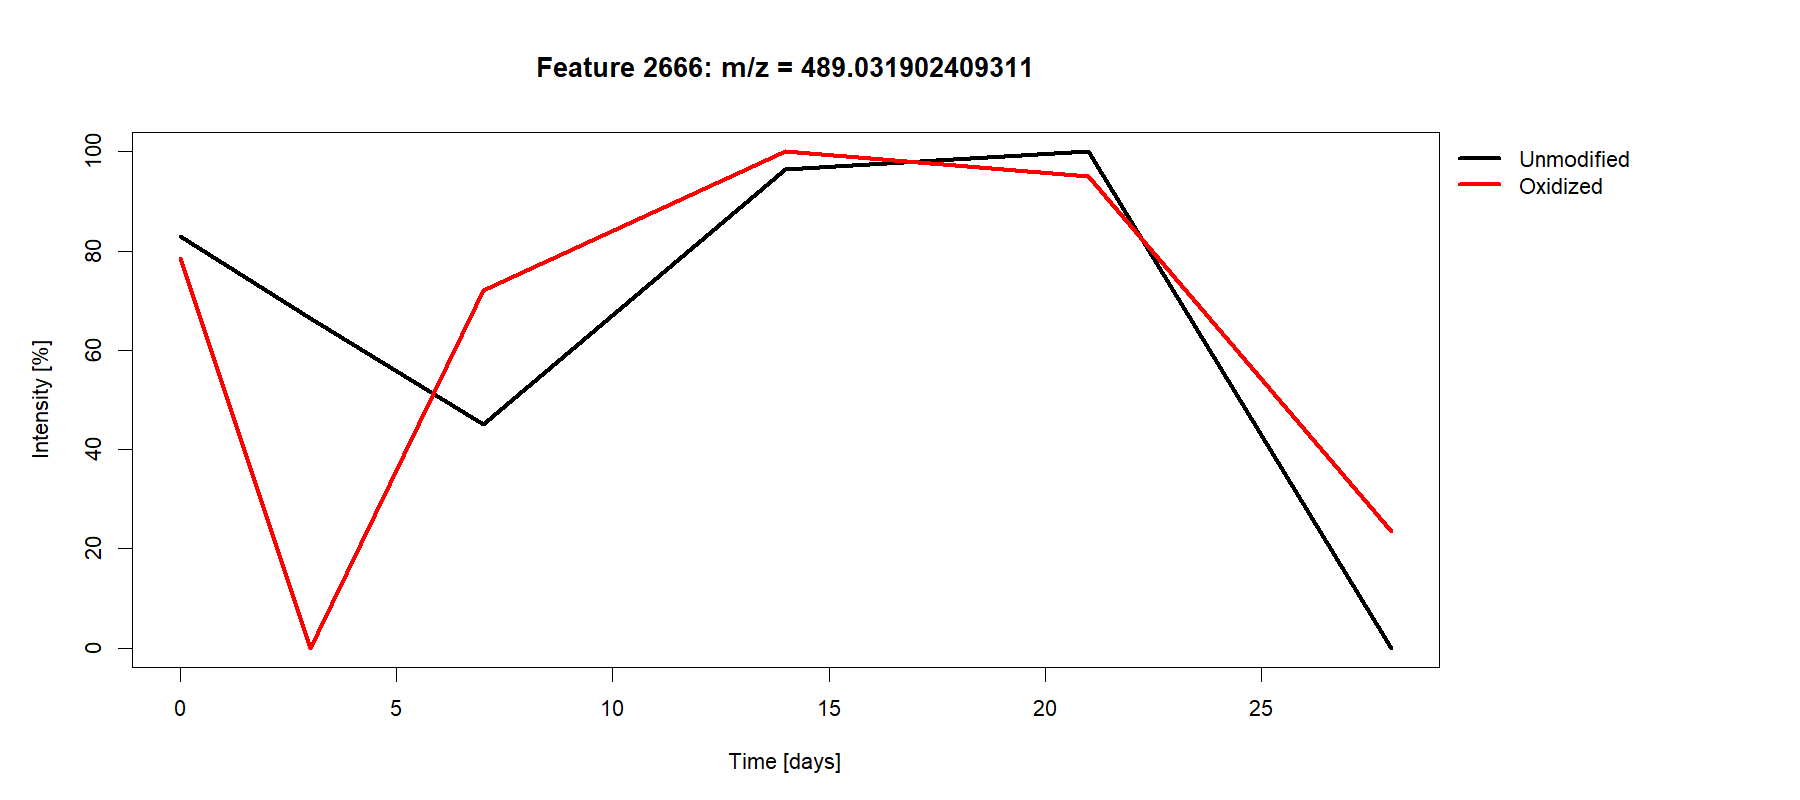 Feature 2666: m/z = 489.031902409311
Unmodified
Oxidized
Intensity [%]
100
80
60
40
20
0
0 5 10 15 20 25
Time [days]